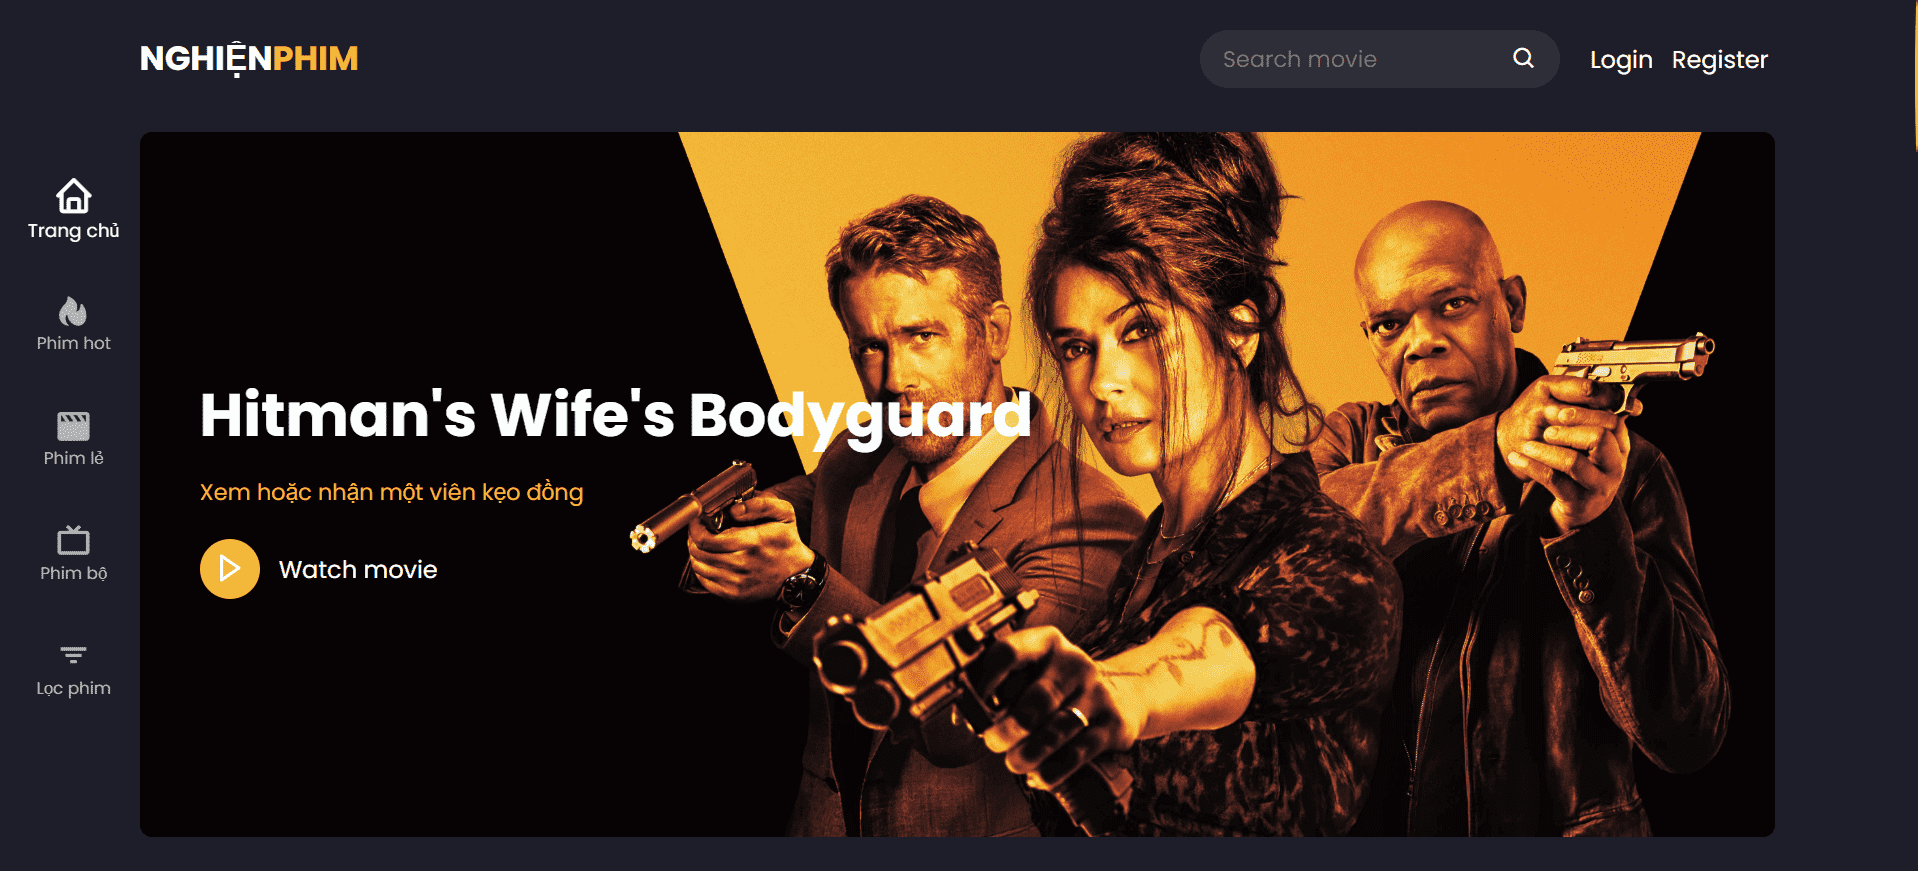 NGHIỆNPHIM
Search movie
Login Register
Trang chủ
Phim hot
Phim lẻ
Phim bộ
Lọc phim
Hitman's Wife's Bodyguard
Xem hoặc nhận một viên kẹo đồng
Watch movie